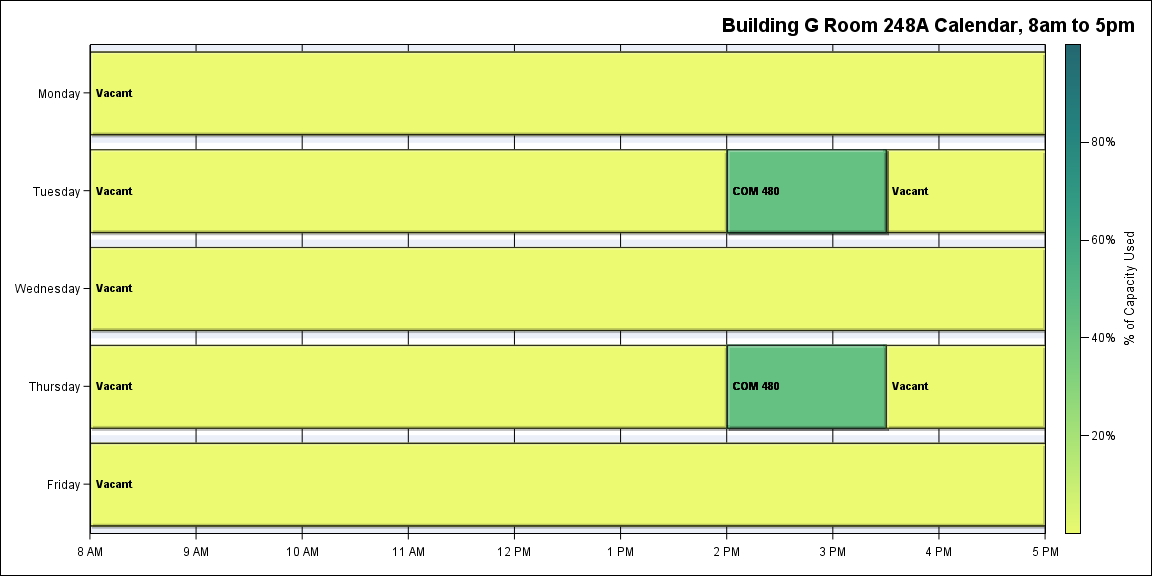 Building G Room 248A Calendar, 8am to 5pm
Monday
Vacant
Tuesday
Vacant
COM 480
Vacant
Wednesday
Vacant
Thursday
Vacant
COM 480
Vacant
Friday
Vacant
8 AM
9 AM
10 AM
11 AM
12 PM
1 PM
2 PM
3 PM
4 PM
5 PM
80%
60%
40%
20%
% of Capacity Used